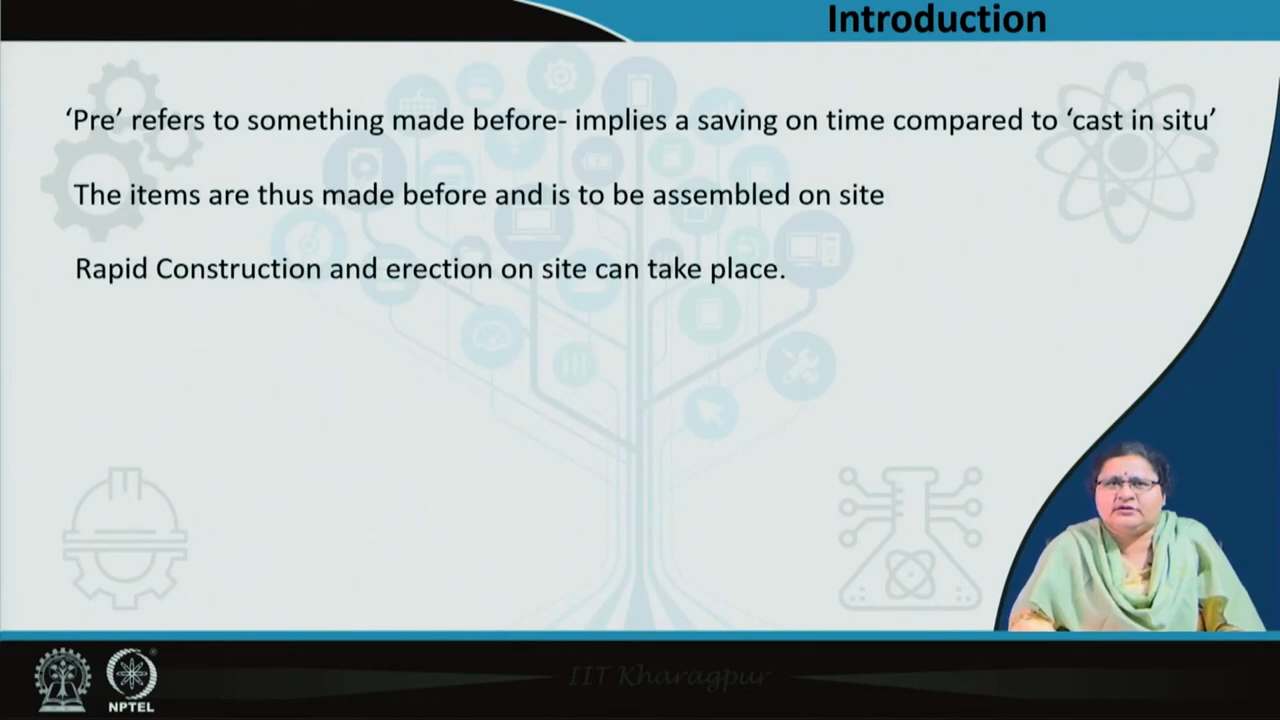 Introduction
‘Pre’ refers to something made before- implies a saving on time compared to ‘cast in situ’
The items are thus made before and is to be assembled on site
Rapid Construction and erection on site can take place.
IIT Kharagpur
NPTEL